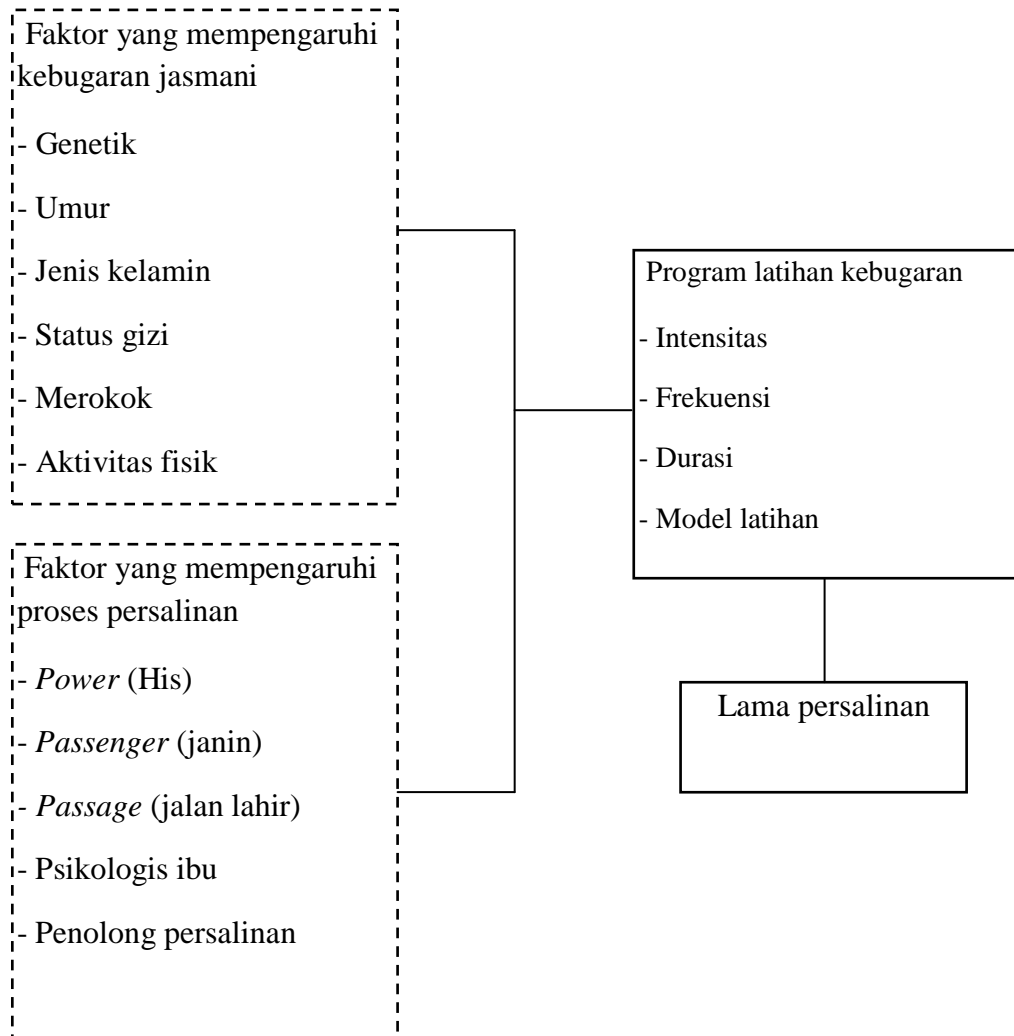 Faktor yang mempengaruhi
kebugaran jasmani
- Genetik
- Umur
- Jenis kelamin
- Status gizi
- Merokok
- Aktivitas fisik
Faktor yang mempengaruhi
proses persalinan
- Power (His)
- Passenger (janin)
- Passage (jalan lahir)
- Psikologis ibu
- Penolong persalinan
Program latihan kebugaran
- Intensitas
- Frekuensi
- Durasi
- Model latihan
Lama persalinan